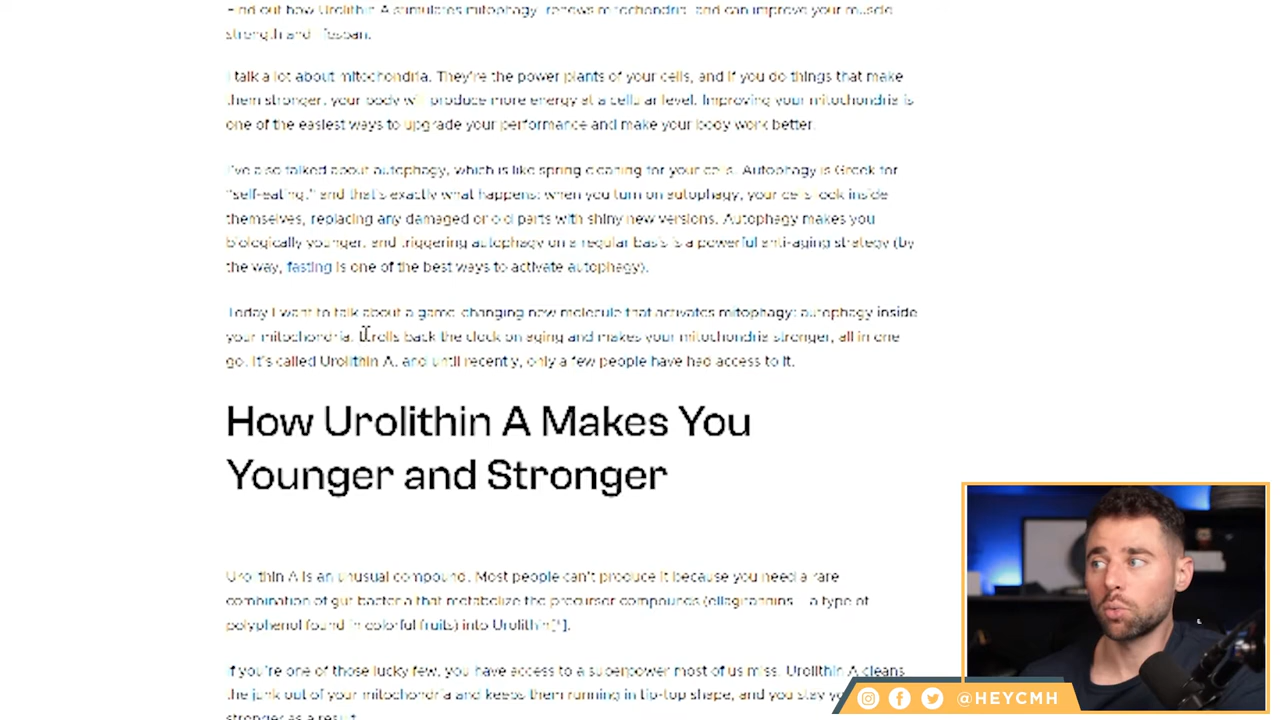 Find out how Urolithin A stimulates mitophagy, renews mitochondria, and can improve your muscle
strength and lifespan.
I talk a lot about mitochondria. They're the power plants of your cells, and if you do things that make
them stronger, your body will produce more energy at a cellular level. Improving your mitochondria is
one of the easiest ways to upgrade your performance and make your body work better.
I've also talked about autophagy, which is like spring cleaning for your cells. Autophagy is Greek for
"self-eating," and that's exactly what happens: when you turn on autophagy, your cells look inside
themselves, replacing any damaged or old parts with shiny new versions. Autophagy makes you
biologically younger, and triggering autophagy on a regular basis is a powerful anti-aging strategy (by
the way, fasting is one of the best ways to activate autophagy).
Today I want to talk about a game-changing new molecule that activates mitophagy: autophagy inside
your mitochondria. It rolls back the clock on aging and makes your mitochondria stronger, all in one
go. It's called Urolithin A, and until recently, only a few people have had access to it.
How Urolithin A Makes You
Younger and Stronger
Urolithin A is an unusual compound. Most people can't produce it because you need a rare
combination of gut bacteria that metabolize the precursor compounds (ellagitannins – a type of
polyphenol found in colorful fruits) into Urolithin[*].
If you're one of those lucky few, you have access to a superpower most of us miss. Urolithin A cleans
the junk out of your mitochondria and keeps them running in tip-top shape, and you stay
stronger as a result.
@HEYCMH